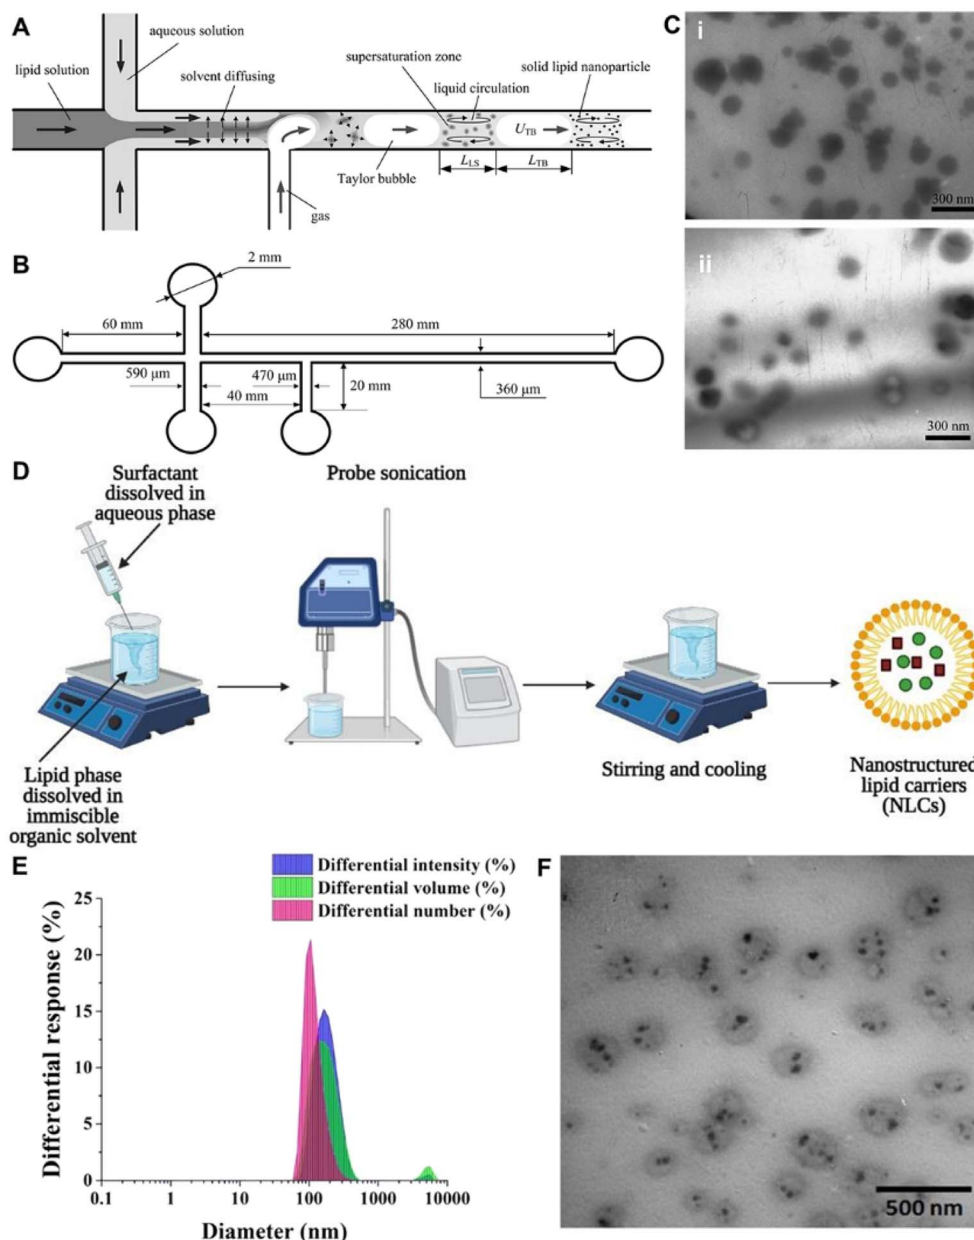 A
aqueous solution
lipid solution
solvent diffusing
supersaturation zone
liquid circulation
solid lipid nanoparticle
UTB
LLS
LTB
Taylor bubble
gas
B
2 mm
60 mm
280 mm
590 μm
470 μm
40 mm
20 mm
360 μm
C
i
300 nm
ii
300 nm
D
Surfactant
dissolved in
aqueous phase
Probe sonication
Lipid phase
dissolved in
immiscible
organic solvent
Stirring and cooling
Nanostructured
lipid carriers
(NLCs)
E
Differential intensity (%)
Differential volume (%)
Differential number (%)
Differential response (%)
25
20
15
10
5
0
0.1
1
10
100
1000
10000
Diameter (nm)
F
500 nm